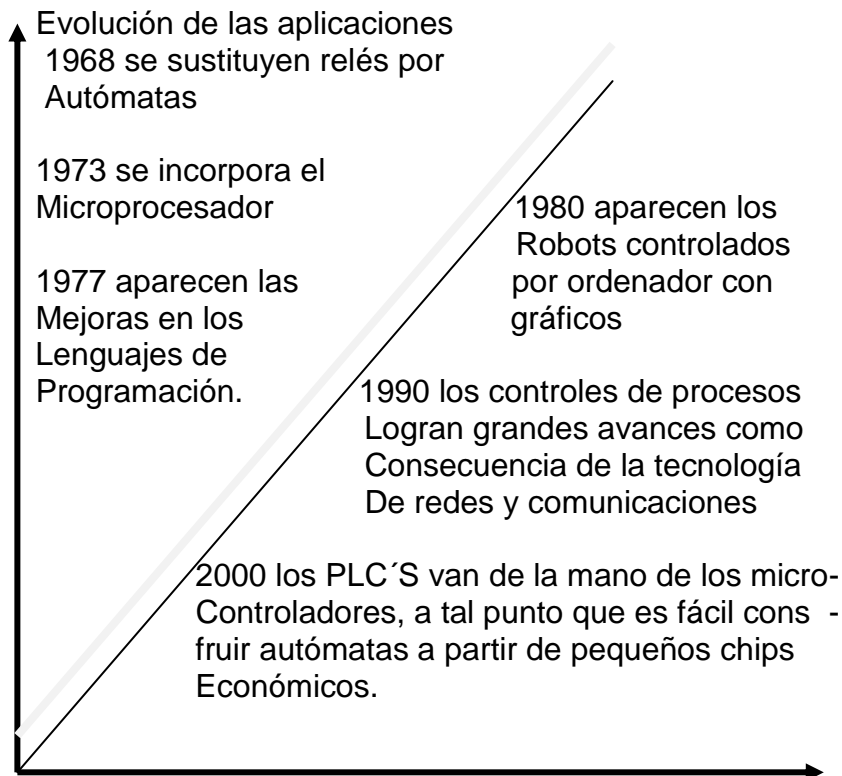 Evolución de las aplicaciones
1968 se sustituyen relés por
Autómatas
1973 se incorpora el
Microprocesador
1977 aparecen las
Mejoras en los
Lenguajes de
Programación.
1980 aparecen los
Robots controlados
por ordenador con
gráficos
1990 los controles de procesos
Logran grandes avances como
Consecuencia de la tecnología
De redes y comunicaciones
2000 los PLC´S van de la mano de los micro-
Controladores, a tal punto que es fácil cons -
fruir autómatas a partir de pequeños chips
Económicos.